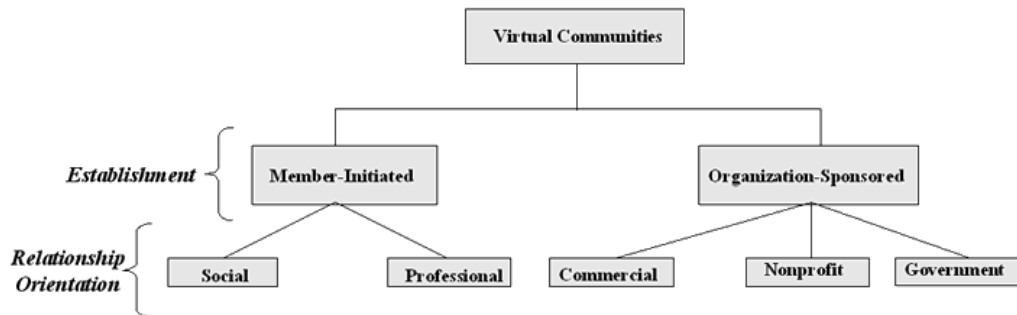 Virtual Communities
Establishment
Member-Initiated
Organization-Sponsored
Relationship
Orientation
Social
Professional
Commercial
Nonprofit
Government